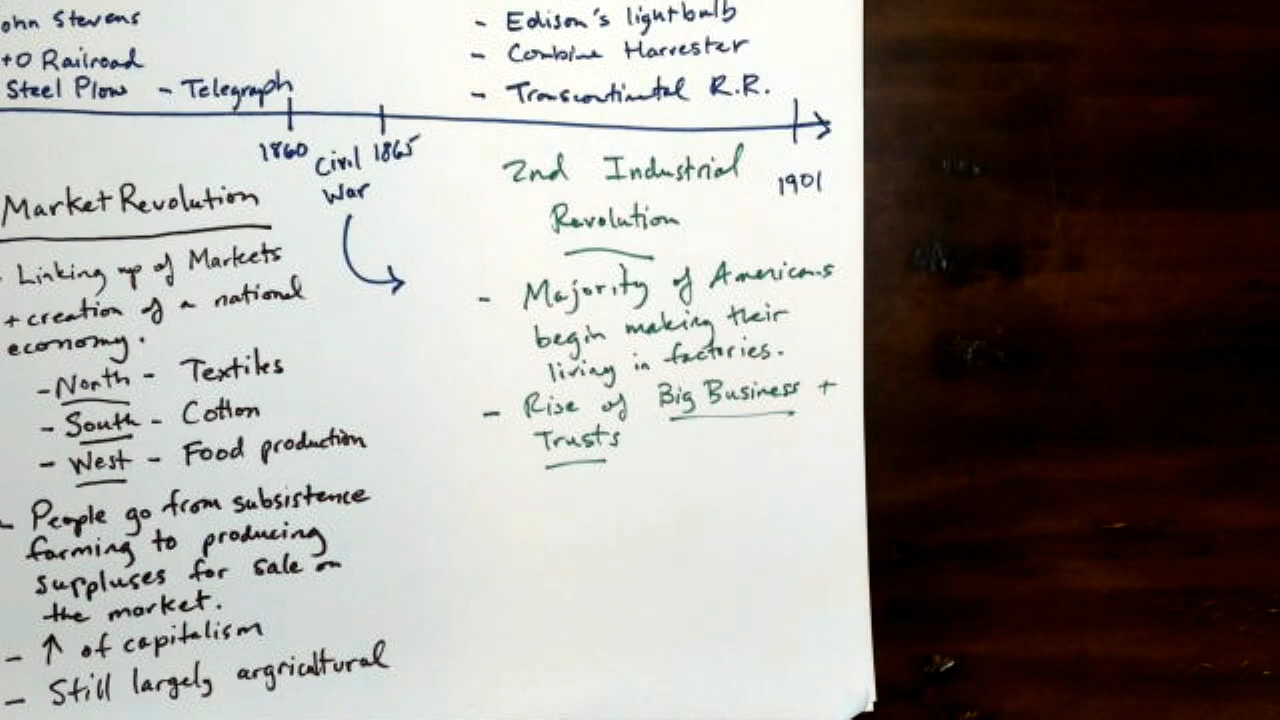 ohn Stevens
+O Railroad
Steel Plow - Telegraph
- Edison's lightbulb
- Combine Harvester
- Transcontintal R.R.
1860
Civil
War
1865
1901
Market Revolution
- Linking up of Markets
+ creation of a national
economy.
- North - Textiles
- South - Cotton
- West - Food production
- People go from subsistence
farming to producing
suppluses for sale on
the market.
- ↑ of capitalism
- Still largely argricultural
2nd Industrial
Revolution
- Majority of Americans
begin making their
living in factories.
- Rise of Big Business +
Trusts